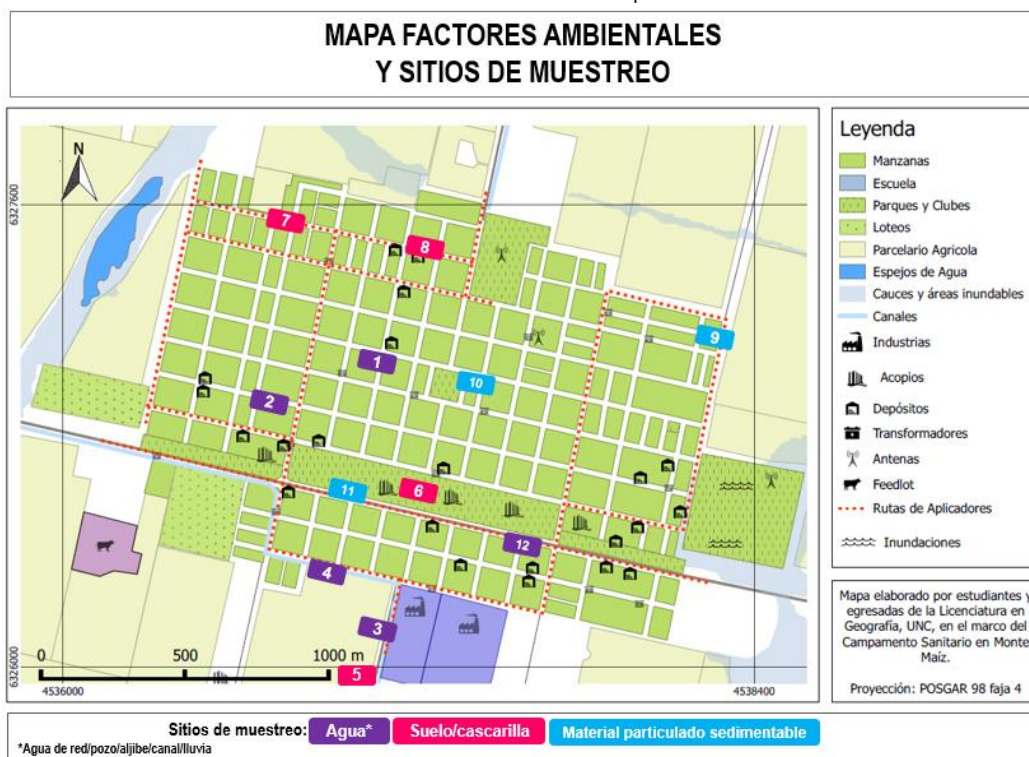 MAPA FACTORES AMBIENTALES
Y SITIOS DE MUESTREO
N
6327600
6326000
7
8
9
1
10
2
11
6
12
4
3
5
0 500 1000 m
4536000
4538400
Leyenda
Manzanas
Escuela
Parques y Clubes
Loteos
Parcelario Agricola
Espejos de Agua
Cauces y áreas inundables
Canales
Industrias
Acopios
Depósitos
Transformadores
Antenas
Feedlot
Rutas de Aplicadores
Inundaciones
Mapa elaborado por estudiantes y
egresadas de la Licenciatura en
Geografía, UNC, en el marco del
Campamento Sanitario en Monte
Maíz.
Proyección: POSGAR 98 faja 4
Sitios de muestreo: Agua* Suelo/cascarilla Material particulado sedimentable
*Agua de red/pozo/aljibe/canal/lluvia